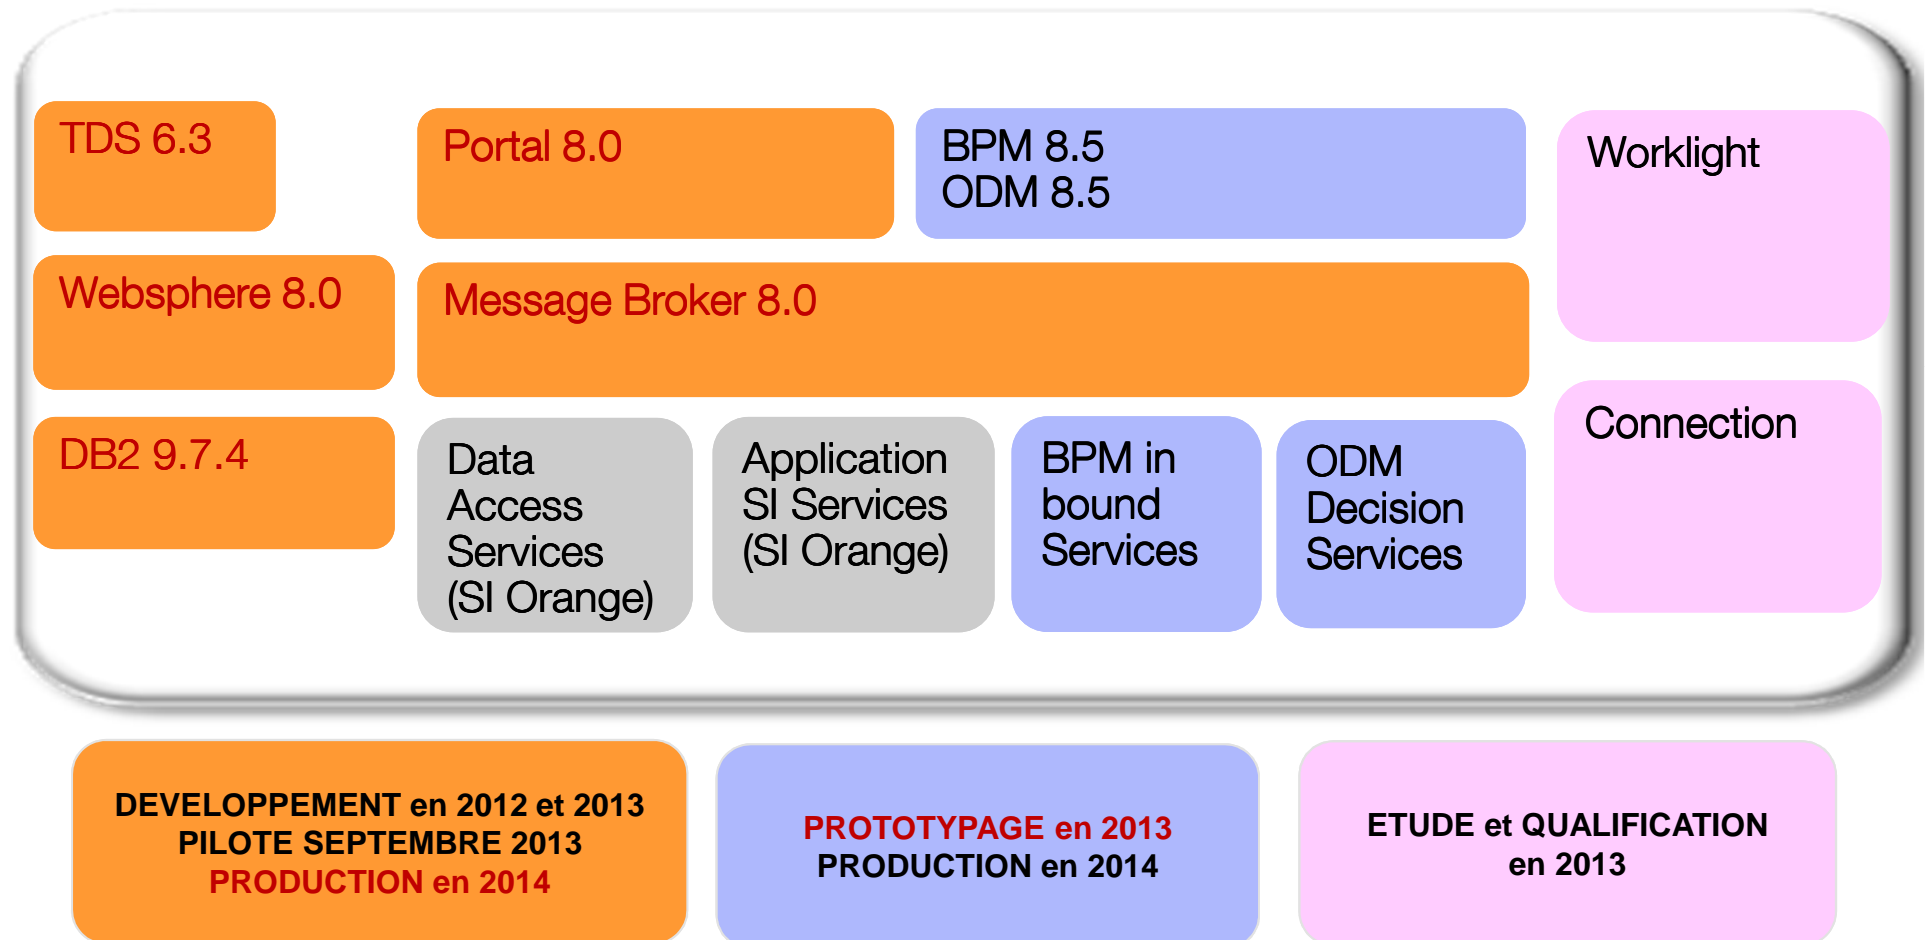 TDS 6.3
Portal 8.0
BPM 8.5
ODM 8.5
Worklight
Websphere 8.0
Message Broker 8.0
DB2 9.7.4
Data
Access
Services
(SI Orange)
Application
SI Services
(SI Orange)
BPM in
bound
Services
ODM
Decision
Services
Connection
DEVELOPPEMENT en 2012 et 2013
PILOTE SEPTEMBRE 2013
PRODUCTION en 2014
PROTOTYPAGE en 2013
PRODUCTION en 2014
ETUDE et QUALIFICATION
en 2013